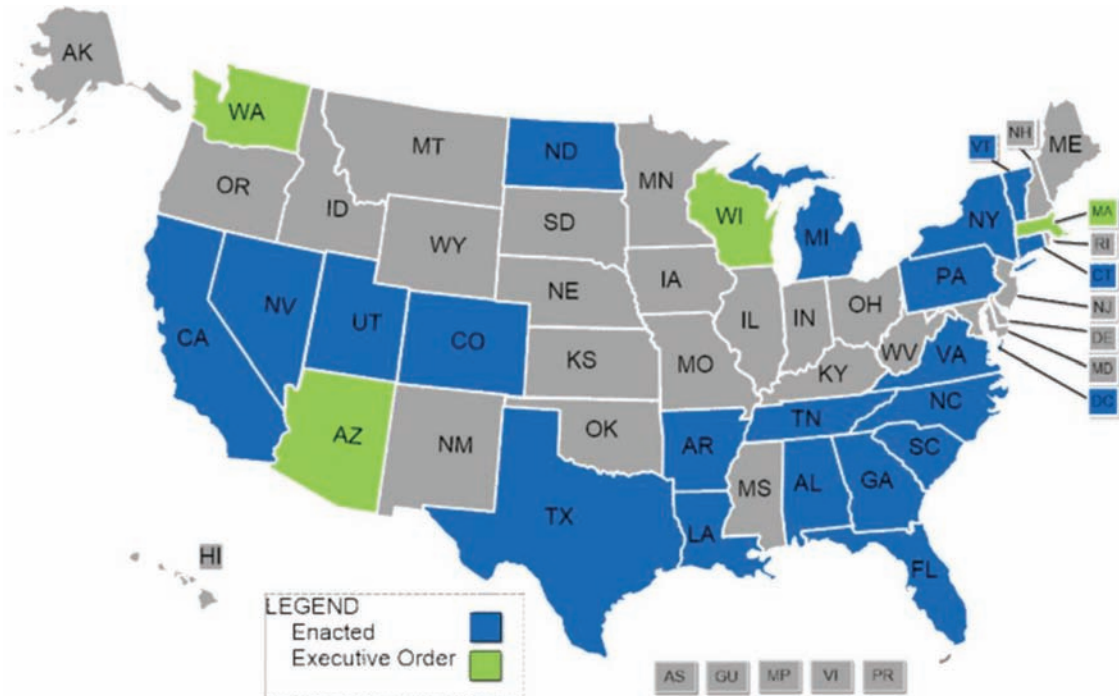 AK
WA
MT
ND
MN
VT
NH
ME
OR
ID
WY
SD
WI
MI
NY
MA
RI
CT
NJ
DE
MD
DC
PA
NV
UT
CO
NE
IA
IL
IN
OH
WV
VA
CA
KS
MO
KY
NC
TN
AZ
NM
OK
AR
SC
MS
AL
GA
TX
LA
FL
HI
LEGEND
Enacted
Executive Order
AS
GU
MP
VI
PR